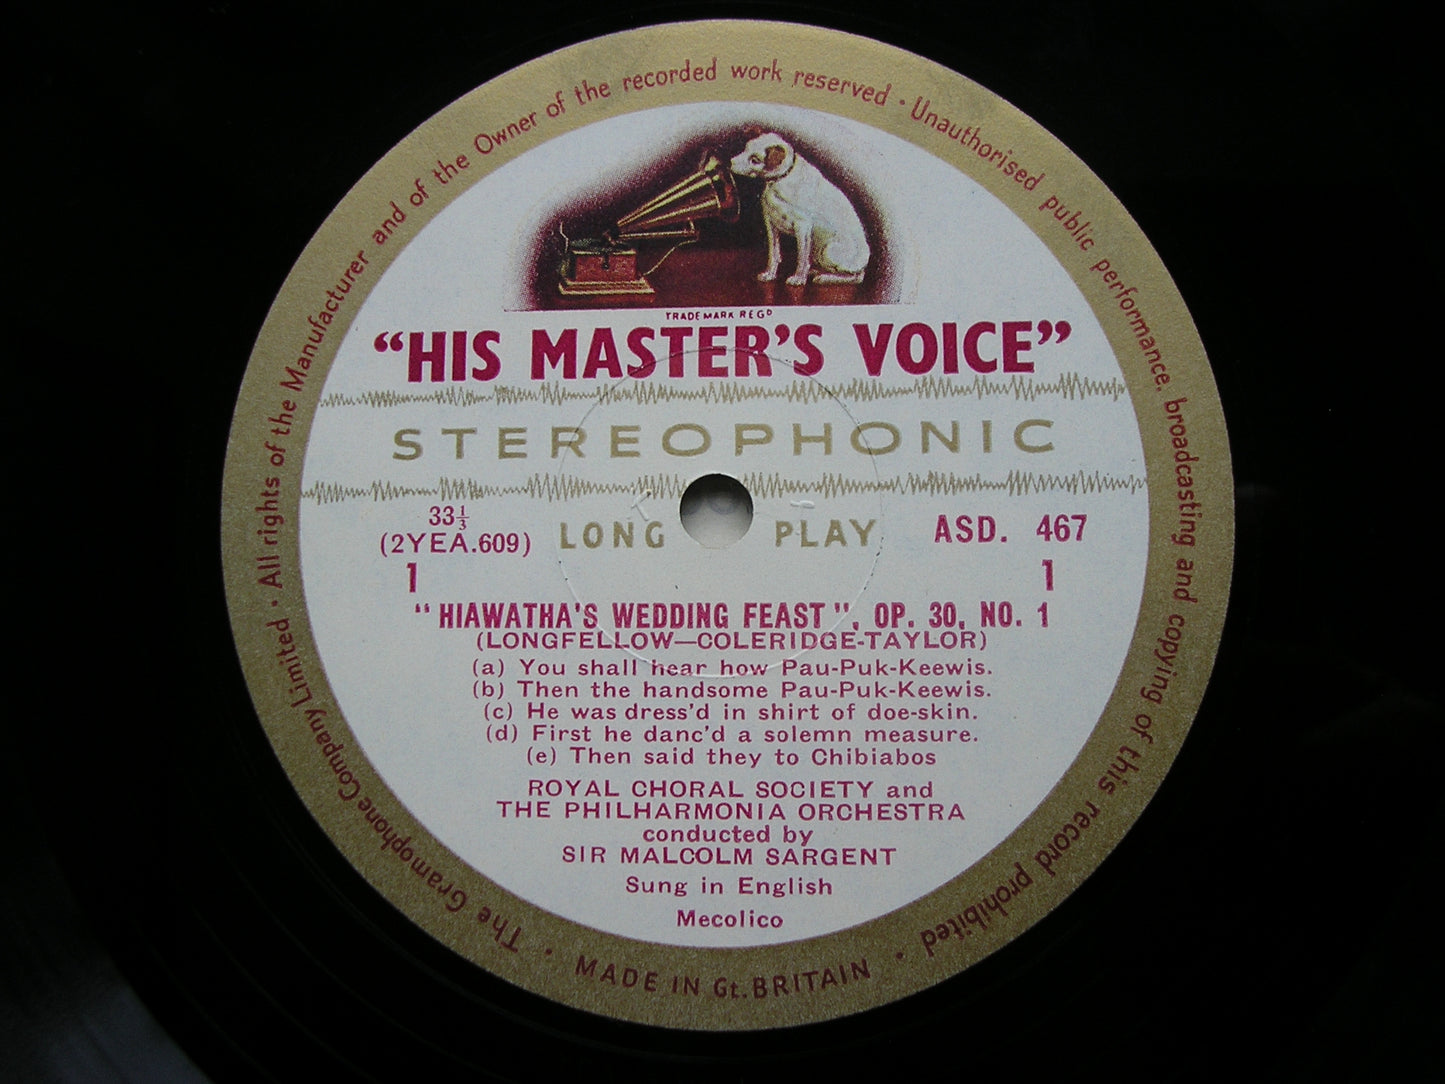 The Gramophone Company Limited · All rights of the Manufacturer and of the Owner of the recorded work reserved · Unauthorised public performance, broadcasting and copying of this record prohibited ·
TRADE MARK REGD
“HIS MASTER'S VOICE”
STEREOPHONIC
33⅓
(2YEA.609)
LONG PLAY
ASD. 467
1 1
"HIAWATHA'S WEDDING FEAST", OP. 30, NO. 1
(LONGFELLOW—COLERIDGE-TAYLOR)
(a) You shall hear how Pau-Puk-Keewis.
(b) Then the handsome Pau-Puk-Keewis.
(c) He was dress'd in shirt of doe-skin.
(d) First he danc'd a solemn measure.
(e) Then said they to Chibiabos
ROYAL CHORAL SOCIETY and
THE PHILHARMONIA ORCHESTRA
conducted by
SIR MALCOLM SARGENT
Sung in English
Mecolico
· MADE IN Gt. BRITAIN ·